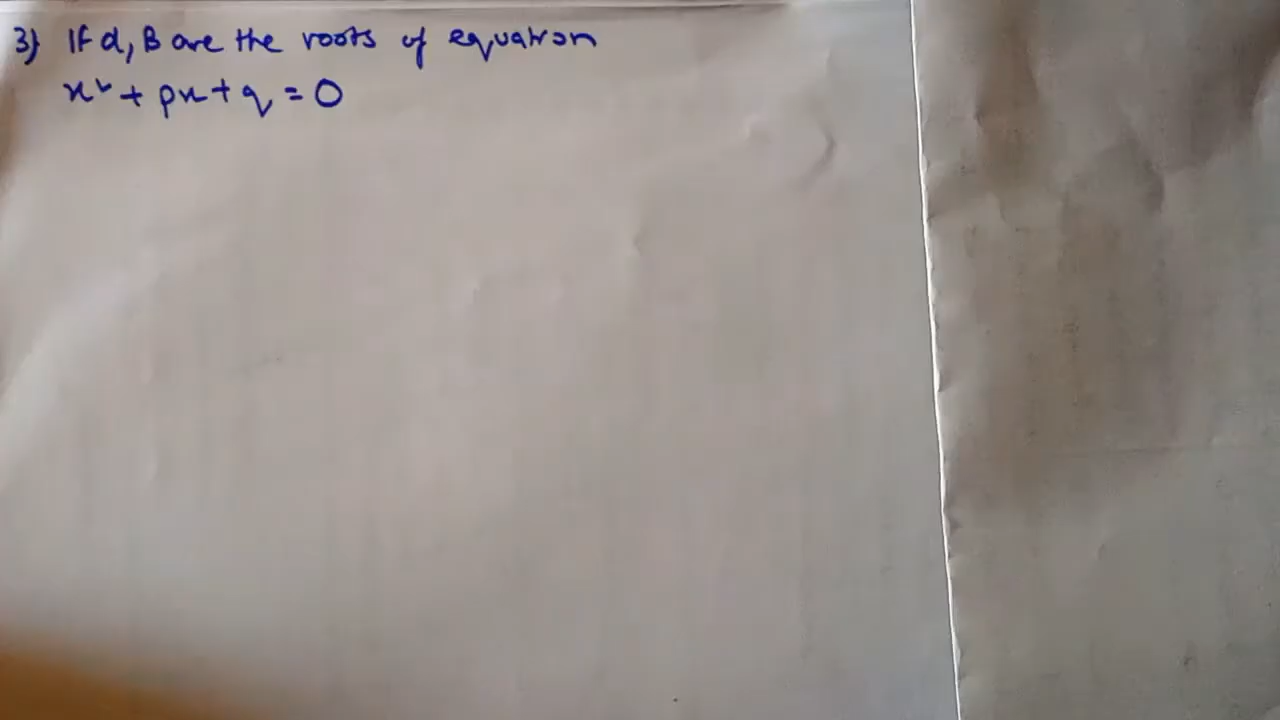 3) If α, β are the roots of equation
x² + px + q = 0